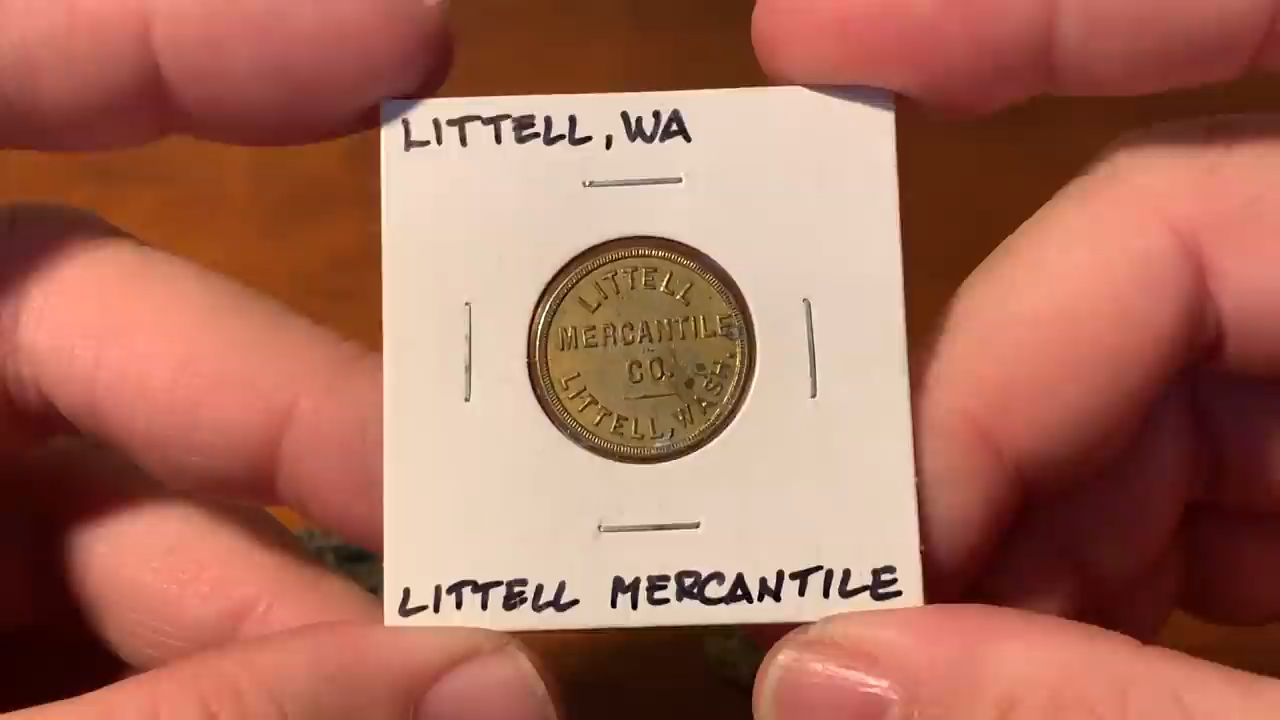 LITTELL, WA
LITTELL
MERCANTILE
CO.
LITTELL, WASH.
LITTELL MERCANTILE